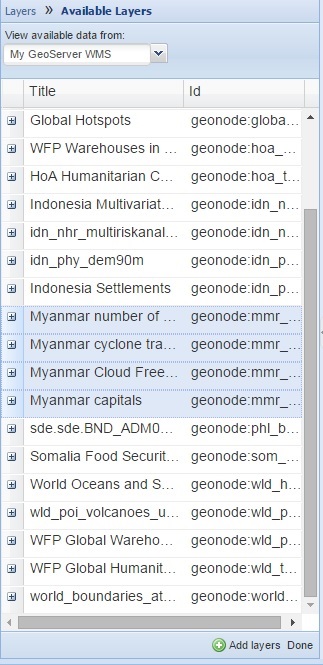 Layers » Available Layers
View available data from:
My GeoServer WMS
Title Id
Global Hotspots geonode:globa...
WFP Warehouses in ... geonode:hoa_...
HoA Humanitarian C... geonode:hoa_t...
Indonesia Multivariat... geonode:idn_n...
idn_nhr_multiriskanal... geonode:idn_n...
idn_phy_dem90m geonode:idn_p...
Indonesia Settlements geonode:idn_p...
Myanmar number of ... geonode:mmr_...
Myanmar cyclone tra... geonode:mmr_...
Myanmar Cloud Free... geonode:mmr_...
Myanmar capitals geonode:mmr_...
sde.sde.BND_ADM0... geonode:phl_b...
Somalia Food Securit... geonode:som_...
World Oceans and S... geonode:wld_h...
wld_poi_volcanoes_u... geonode:wld_p...
WFP Global Wareho... geonode:wld_p...
WFP Global Humanit... geonode:wld_t...
world_boundaries_at... geonode:world...
Add layers Done